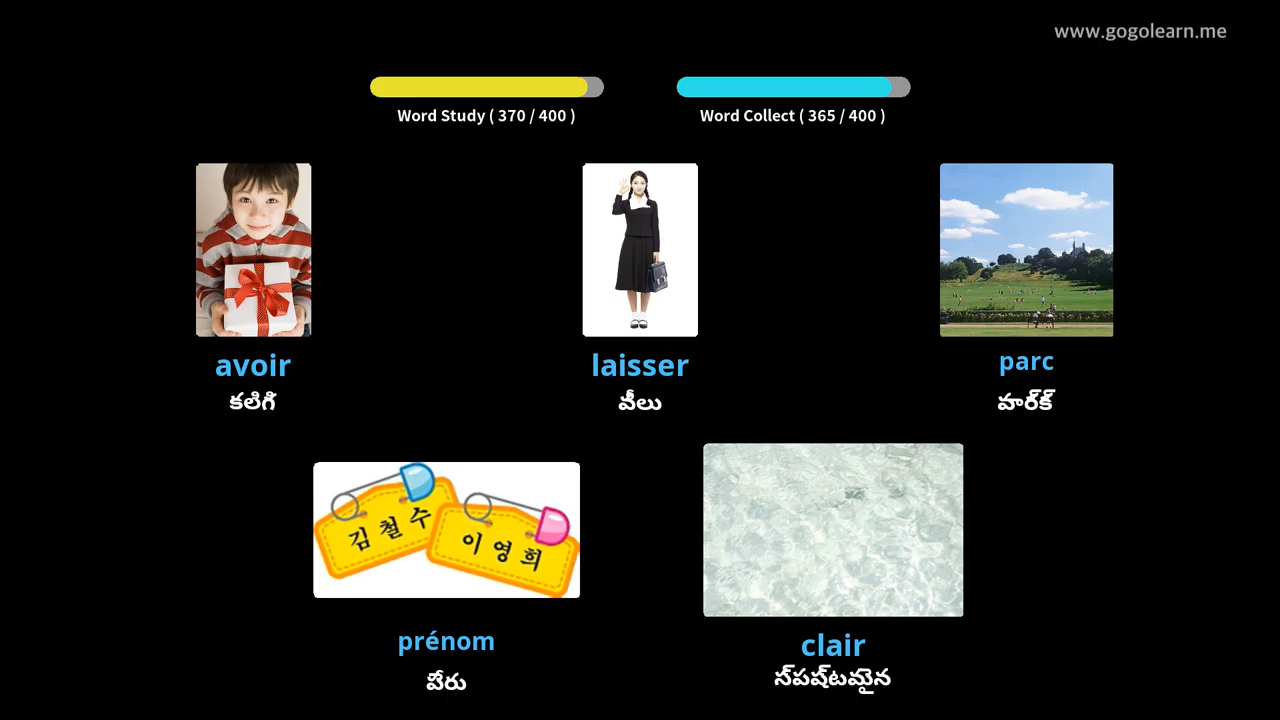 www.gogolearn.me
Word Study ( 370 / 400 )
Word Collect ( 365 / 400 )
avoir
కలిగి
laisser
వీలు
parc
పార్క్
김철수
이영희
prénom
పేరు
clair
స్పష్టమైన